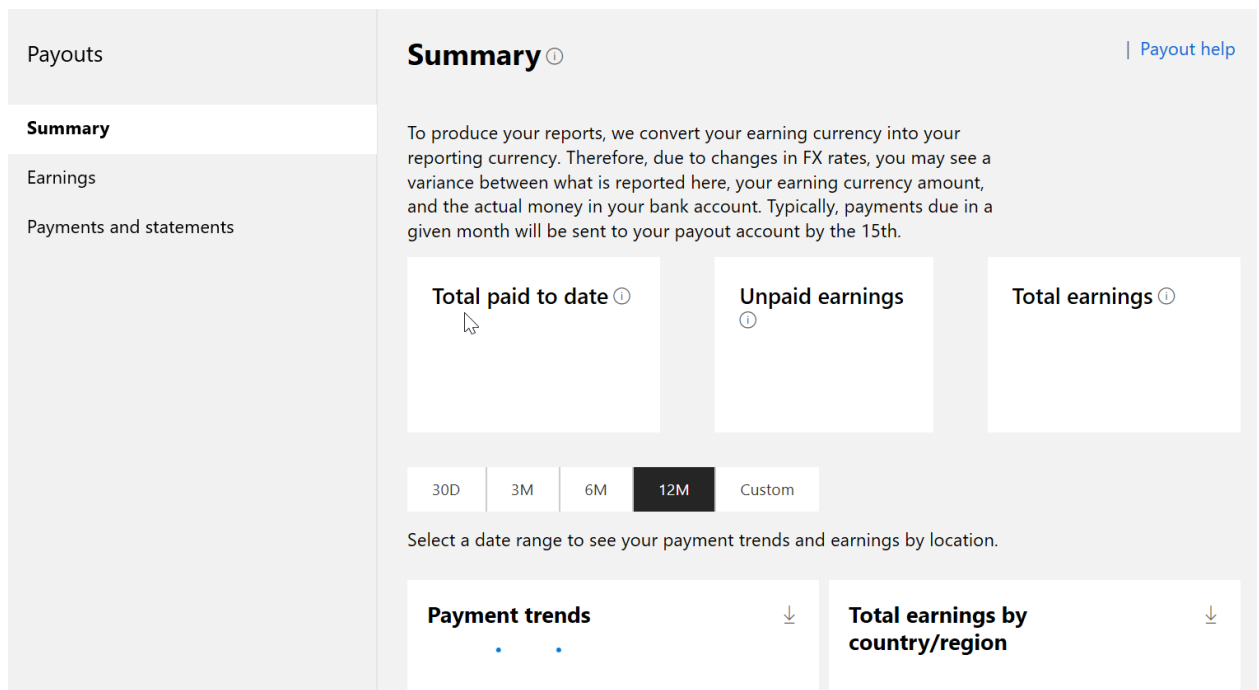 Payouts
Summary
Earnings
Payments and statements
Summary
| Payout help
To produce your reports, we convert your earning currency into your
reporting currency. Therefore, due to changes in FX rates, you may see a
variance between what is reported here, your earning currency amount,
and the actual money in your bank account. Typically, payments due in a
given month will be sent to your payout account by the 15th.
Total paid to date
Unpaid earnings
Total earnings
30D
3M
6M
12M
Custom
Select a date range to see your payment trends and earnings by location.
Payment trends
Total earnings by
country/region